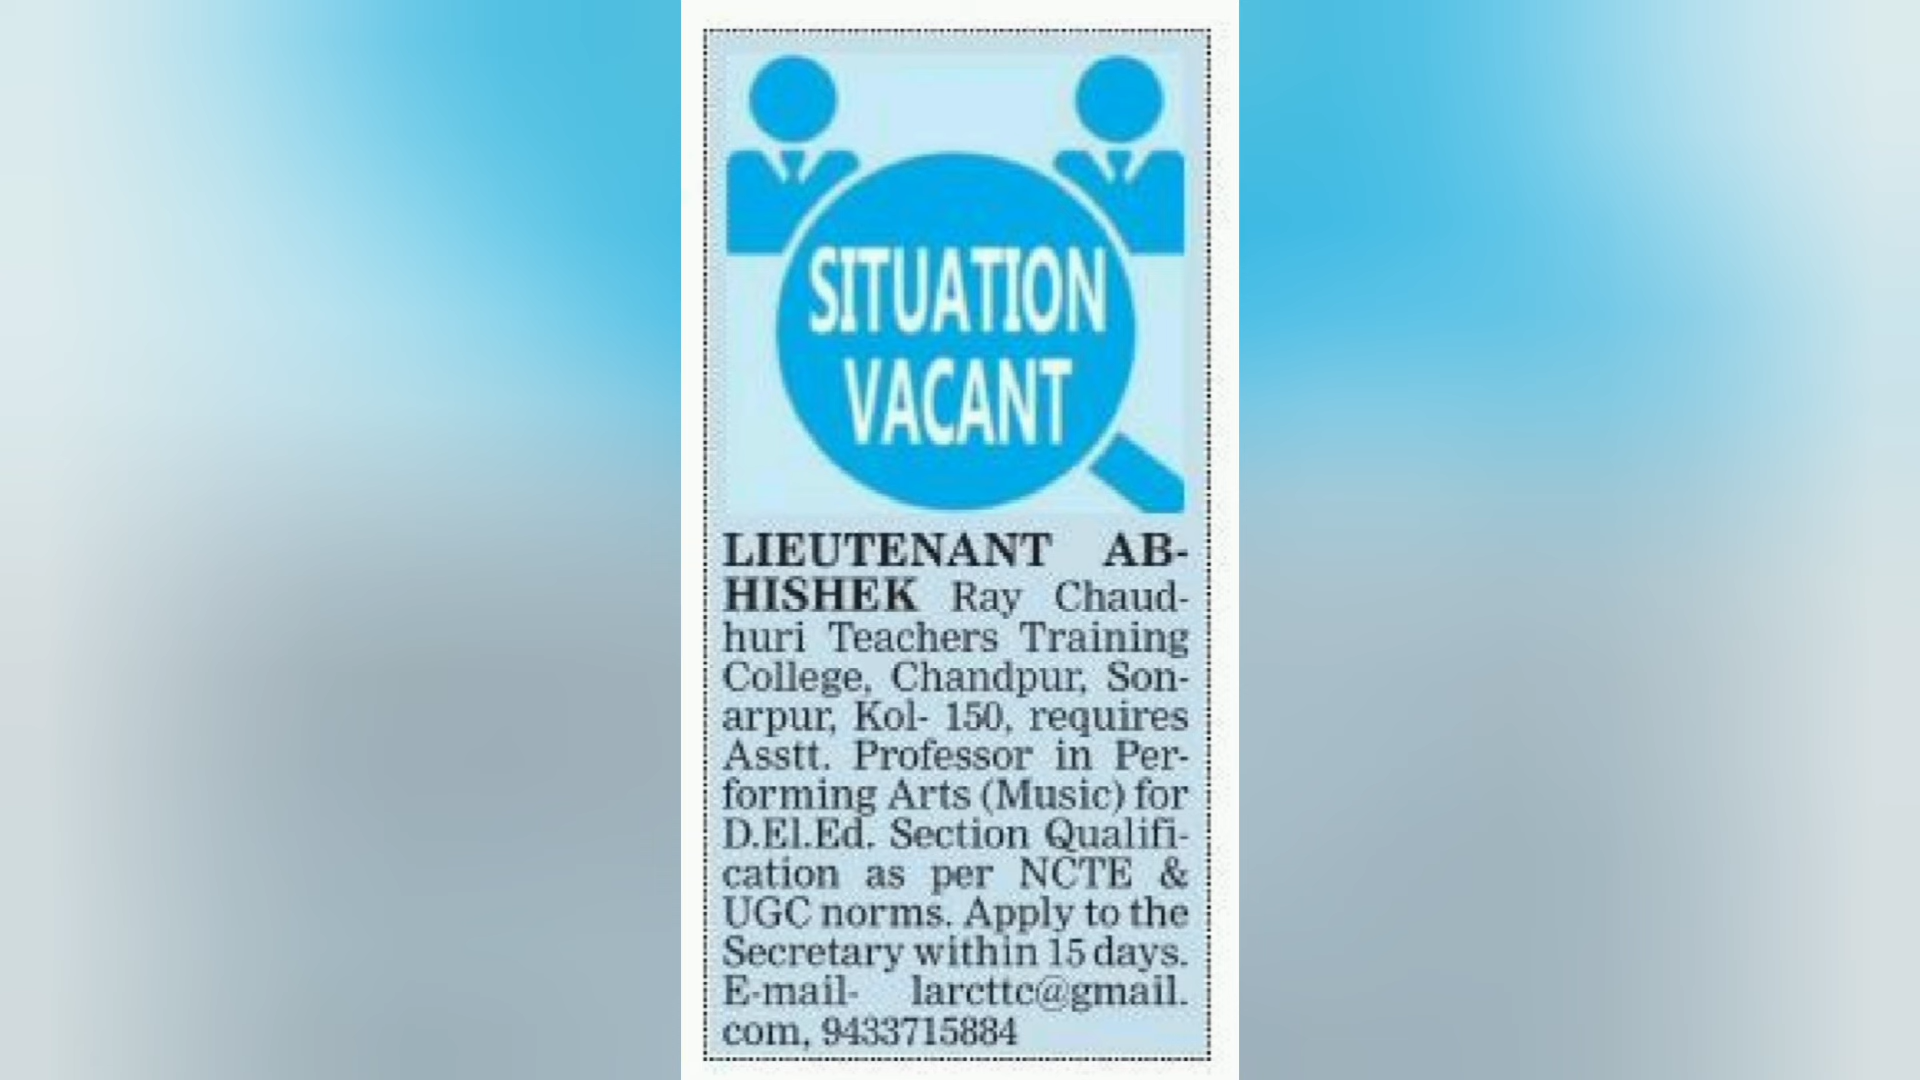 SITUATION
VACANT
LIEUTENANT AB-
HISHEK Ray Chaud-
huri Teachers Training
College, Chandpur, Son-
arpur, Kol- 150, requires
Asstt. Professor in Per-
forming Arts (Music) for
D.El.Ed. Section Qualifi-
cation as per NCTE &
UGC norms. Apply to the
Secretary within 15 days.
E-mail- larcttc@gmail.
com, 9433715884